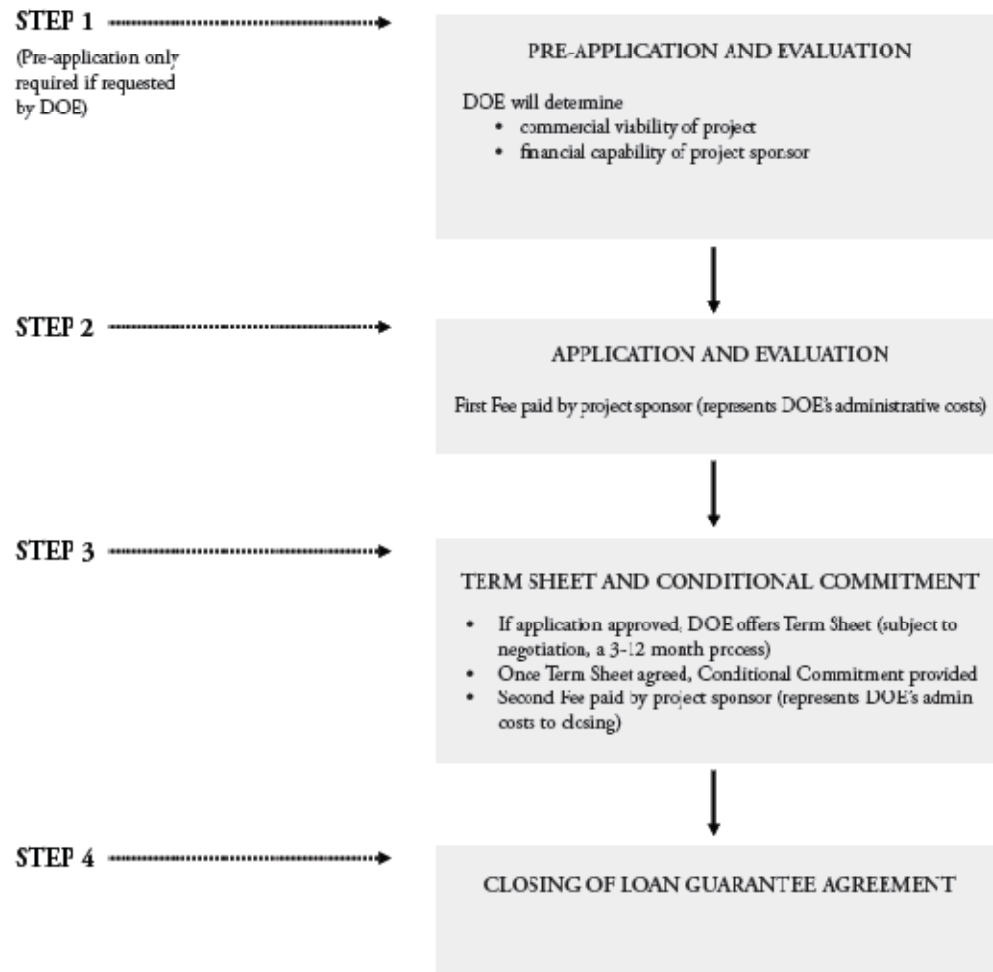 STEP 1
(Pre-application only
required if requested
by DOE)
PRE-APPLICATION AND EVALUATION
DOE will determine
• commercial viability of project
• financial capability of project sponsor
STEP 2
APPLICATION AND EVALUATION
First Fee paid by project sponsor (represents DOE's administrative costs)
STEP 3
TERM SHEET AND CONDITIONAL COMMITMENT
• If application approved, DOE offers Term Sheet (subject to
negotiation, a 3-12 month process)
• Once Term Sheet agreed, Conditional Commitment provided
• Second Fee paid by project sponsor (represents DOE's admin
costs to closing)
STEP 4
CLOSING OF LOAN GUARANTEE AGREEMENT